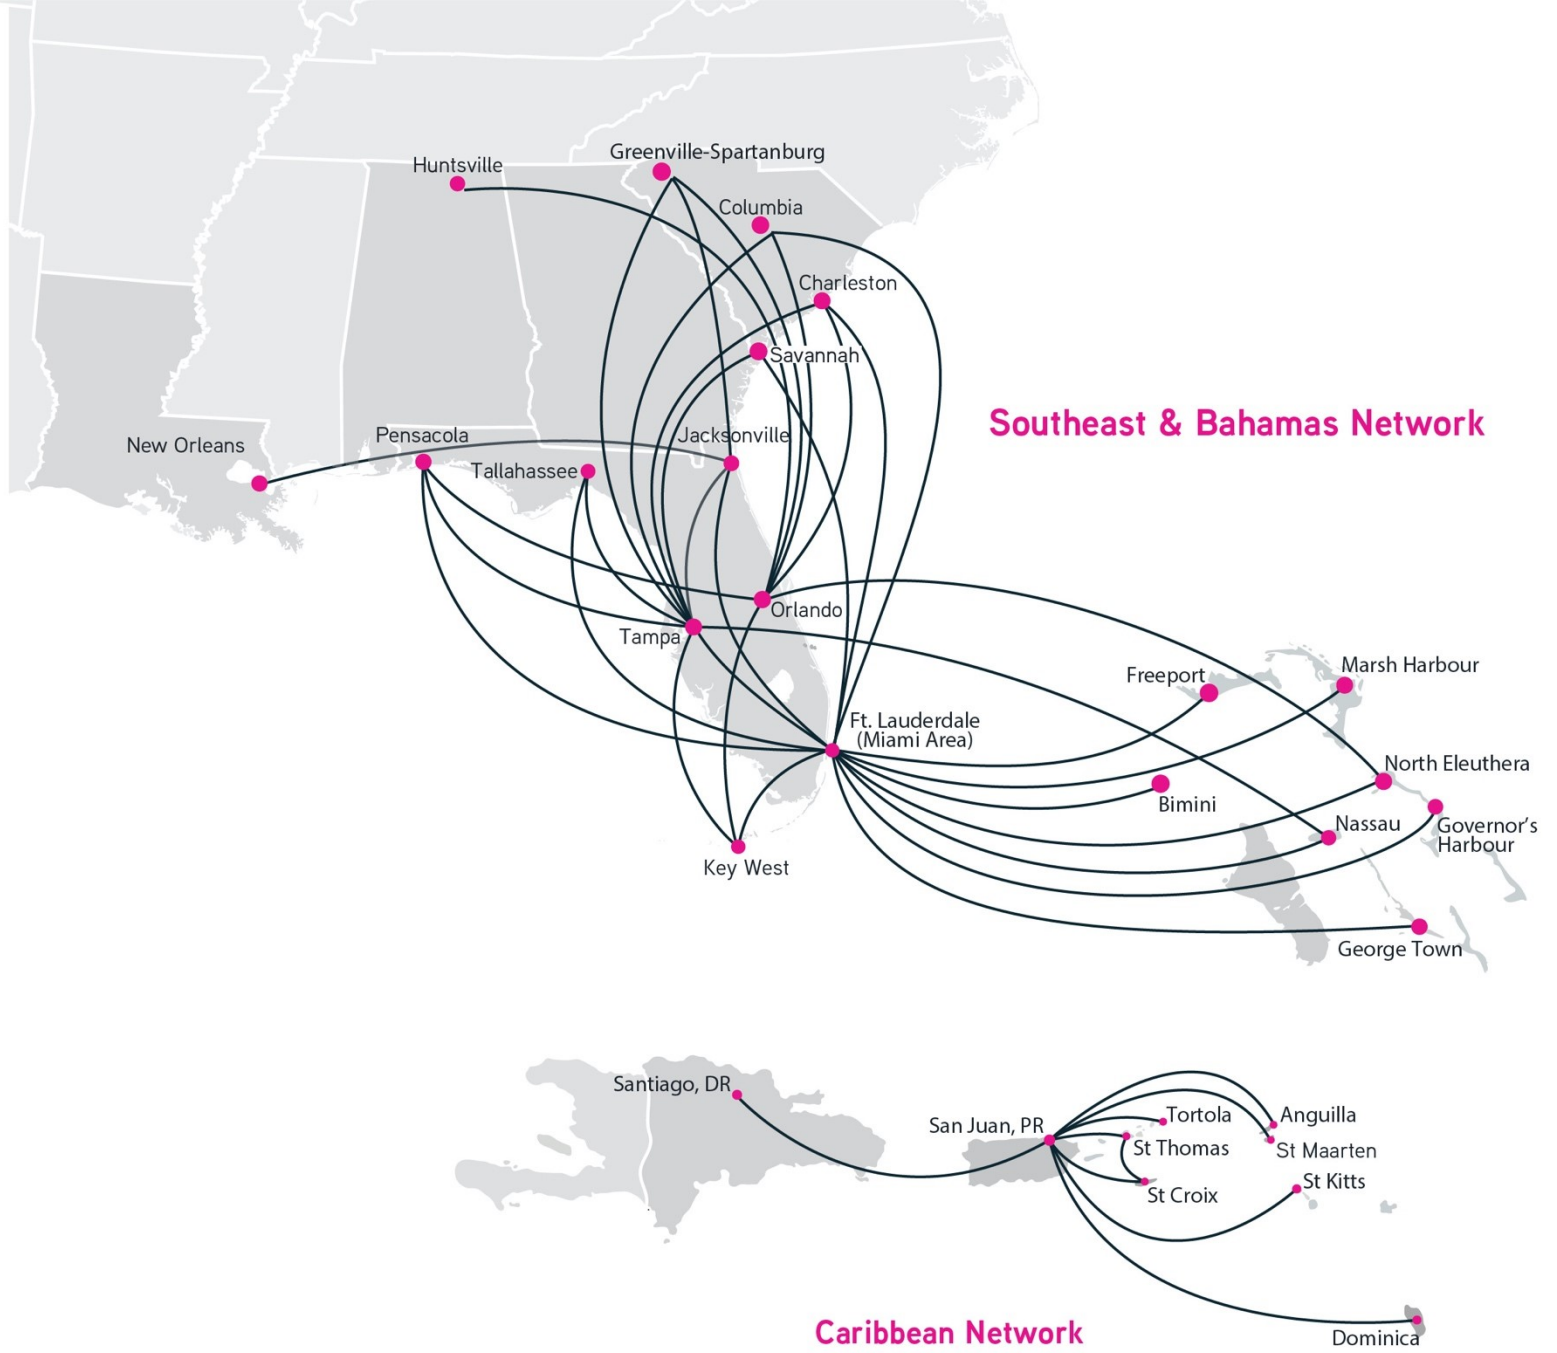 Greenville-Spartanburg
Huntsville
Columbia
Charleston
Savannah
Southeast & Bahamas Network
Pensacola
Jacksonville
New Orleans
Tallahassee
Orlando
Tampa
Freeport
Marsh Harbour
Ft. Lauderdale
(Miami Area)
North Eleuthera
Bimini
Nassau
Governor’s
Harbour
Key West
George Town
Santiago, DR
San Juan, PR
Tortola
Anguilla
St Thomas
St Maarten
St Kitts
St Croix
Caribbean Network
Dominica